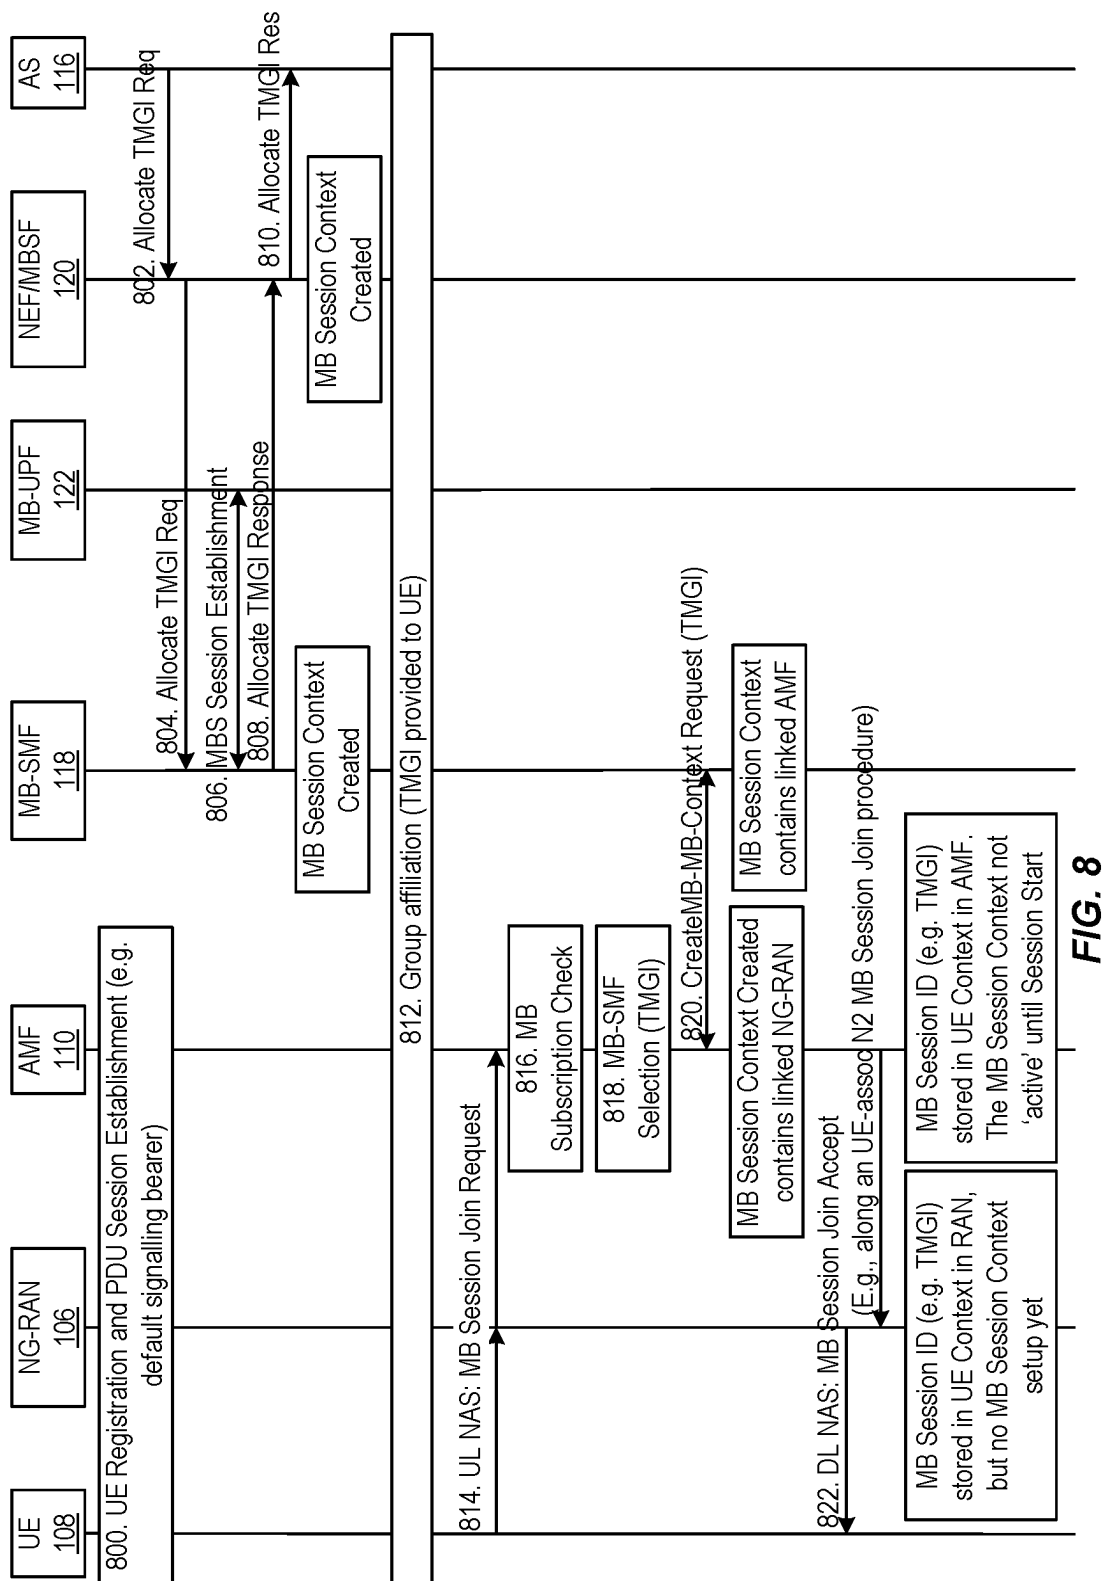 UE
108
NG-RAN
106
AMF
110
MB-SMF
118
MB-UPF
122
NEF/MBSF
120
AS
116
800. UE Registration and PDU Session Establishment (e.g.
default signalling bearer)
802. Allocate TMGI Req
804. Allocate TMGI Req
806. MBS Session Establishment
808. Allocate TMGI Response
810. Allocate TMGI Res
MB Session Context
Created
MB Session Context
Created
812. Group affiliation (TMGI provided to UE)
814. UL NAS: MB Session Join Request
816. MB
Subscription Check
818. MB-SMF
Selection (TMGI)
820. CreateMB-MB-Context Request (TMGI)
MB Session Context Created
contains linked NG-RAN
MB Session Context
contains linked AMF
822. DL NAS: MB Session Join Accept
(E.g., along an UE-assoc N2 MB Session Join procedure)
MB Session ID (e.g. TMGI)
stored in UE Context in RAN,
but no MB Session Context
setup yet
MB Session ID (e.g. TMGI)
stored in UE Context in AMF.
The MB Session Context not
‘active’ until Session Start
FIG. 8